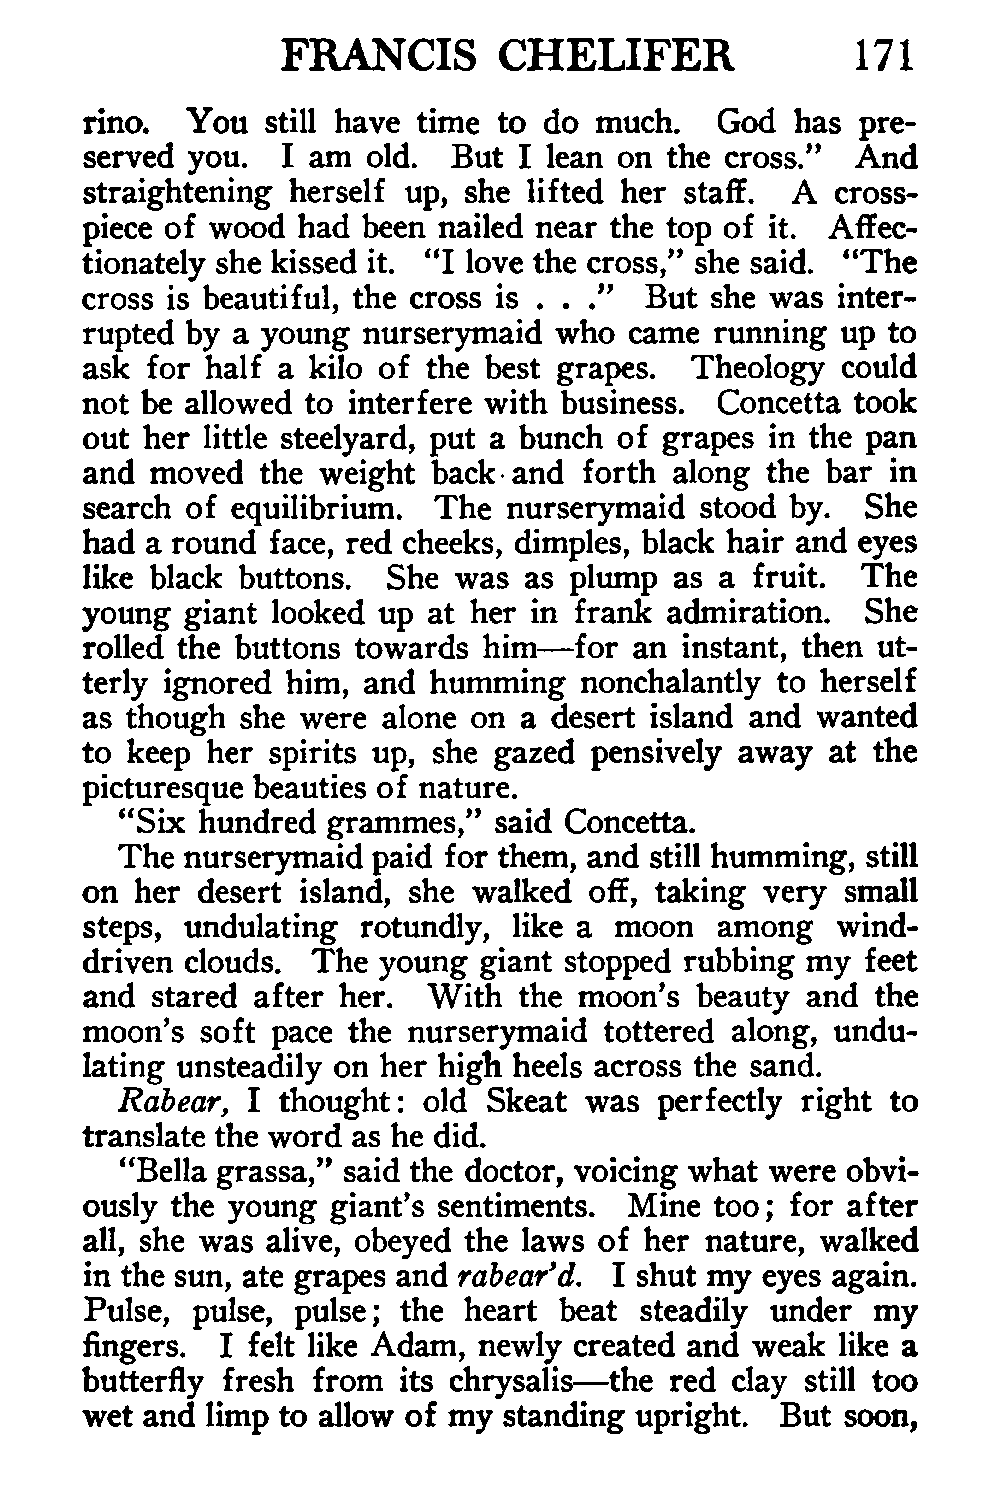 FRANCIS CHELIFER 171
rino. You still have time to do much. God has pre-
served you. I am old. But I lean on the cross.” And
straightening herself up, she lifted her staff. A cross-
piece of wood had been nailed near the top of it. Affec-
tionately she kissed it. “I love the cross,” she said. “The
cross is beautiful, the cross is . . .” But she was inter-
rupted by a young nurserymaid who came running up to
ask for half a kilo of the best grapes. Theology could
not be allowed to interfere with business. Concetta took
out her little steelyard, put a bunch of grapes in the pan
and moved the weight back and forth along the bar in
search of equilibrium. The nurserymaid stood by. She
had a round face, red cheeks, dimples, black hair and eyes
like black buttons. She was as plump as a fruit. The
young giant looked up at her in frank admiration. She
rolled the buttons towards him—for an instant, then ut-
terly ignored him, and humming nonchalantly to herself
as though she were alone on a desert island and wanted
to keep her spirits up, she gazed pensively away at the
picturesque beauties of nature.
“Six hundred grammes,” said Concetta.
The nurserymaid paid for them, and still humming, still
on her desert island, she walked off, taking very small
steps, undulating rotundly, like a moon among wind-
driven clouds. The young giant stopped rubbing my feet
and stared after her. With the moon’s beauty and the
moon’s soft pace the nurserymaid tottered along, undu-
lating unsteadily on her high heels across the sand.
Rabear, I thought: old Skeat was perfectly right to
translate the word as he did.
“Bella grassa,” said the doctor, voicing what were obvi-
ously the young giant’s sentiments. Mine too; for after
all, she was alive, obeyed the laws of her nature, walked
in the sun, ate grapes and rabear’d. I shut my eyes again.
Pulse, pulse, pulse; the heart beat steadily under my
fingers. I felt like Adam, newly created and weak like a
butterfly fresh from its chrysalis—the red clay still too
wet and limp to allow of my standing upright. But soon,